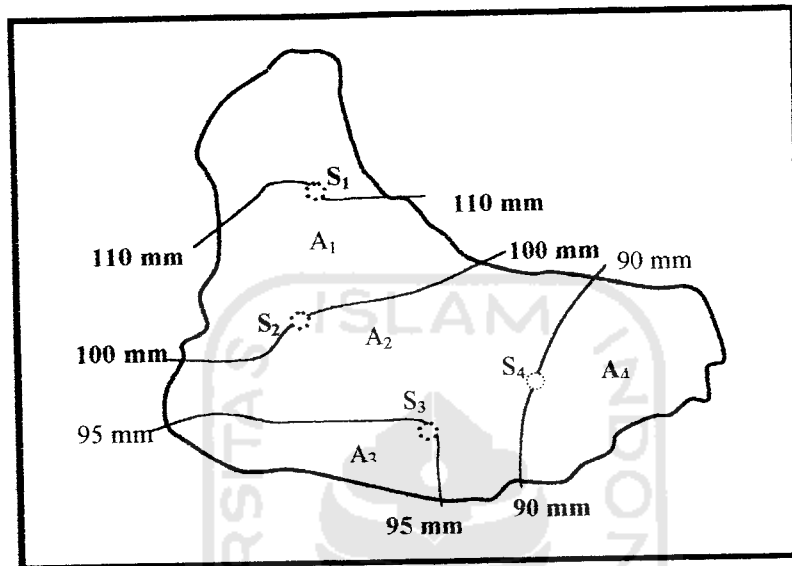 S₁
110 mm
110 mm
A₁
100 mm
90 mm
ISLAM
S₂
A₂
100 mm
S₄
A₄
S₃
95 mm
A₃
95 mm
90 mm